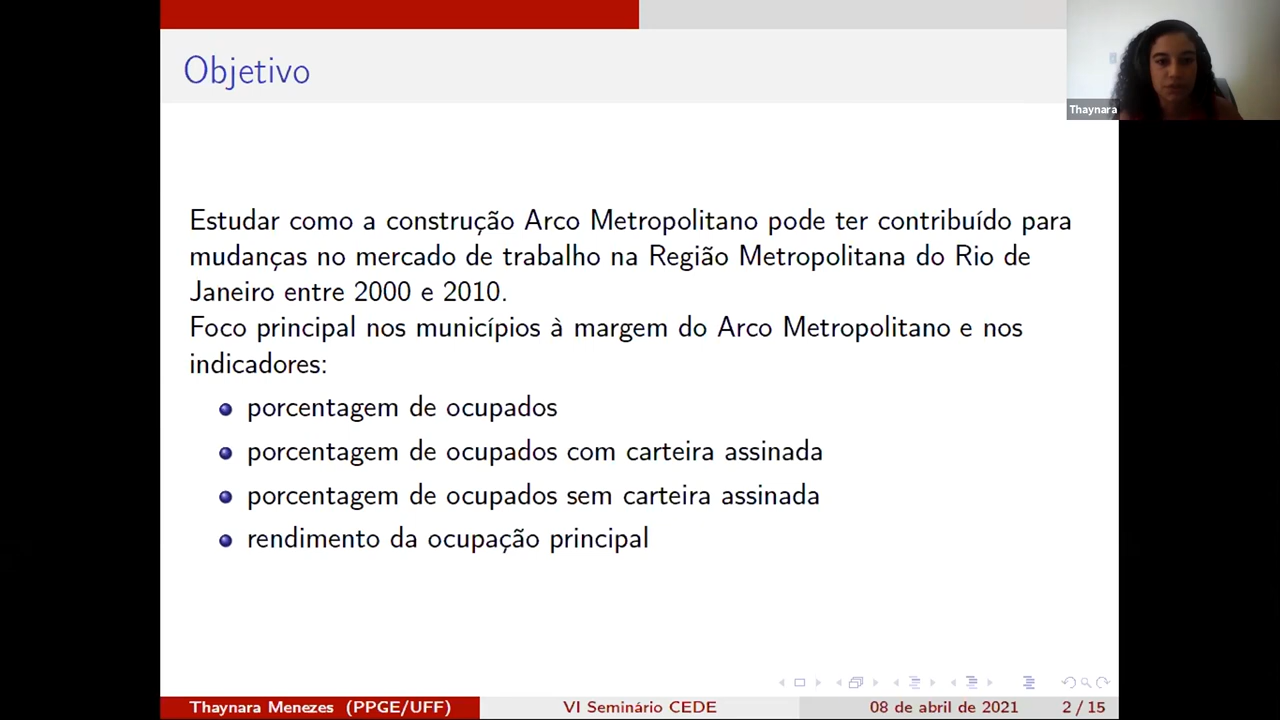 Objetivo
Thaynara
Estudar como a construção Arco Metropolitano pode ter contribuído para
mudanças no mercado de trabalho na Região Metropolitana do Rio de
Janeiro entre 2000 e 2010.
Foco principal nos municípios à margem do Arco Metropolitano e nos
indicadores:
porcentagem de ocupados
porcentagem de ocupados com carteira assinada
porcentagem de ocupados sem carteira assinada
rendimento da ocupação principal
Thaynara Menezes (PPGE/UFF) VI Seminário CEDE 08 de abril de 2021 2 / 15